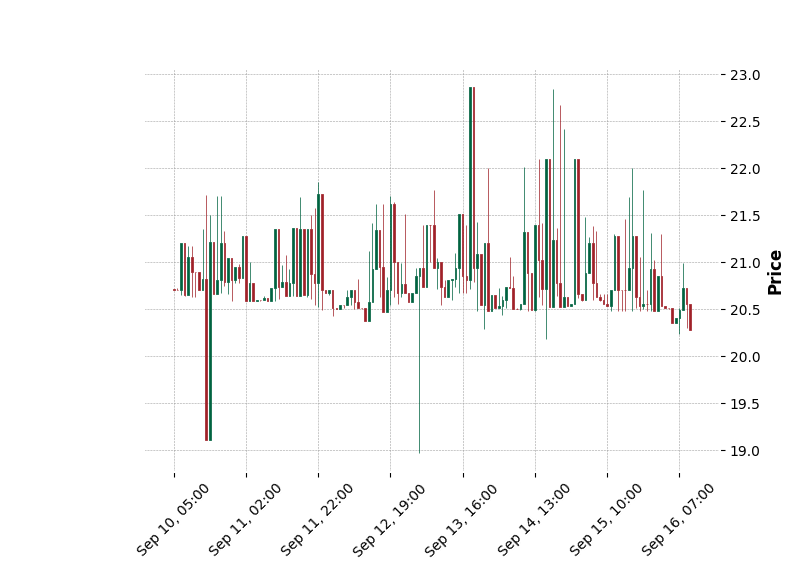 23.0
22.5
22.0
21.5
21.0
20.5
20.0
19.5
19.0
Price
Sep 10, 05:00
Sep 11, 02:00
Sep 11, 22:00
Sep 12, 19:00
Sep 13, 16:00
Sep 14, 13:00
Sep 15, 10:00
Sep 16, 07:00